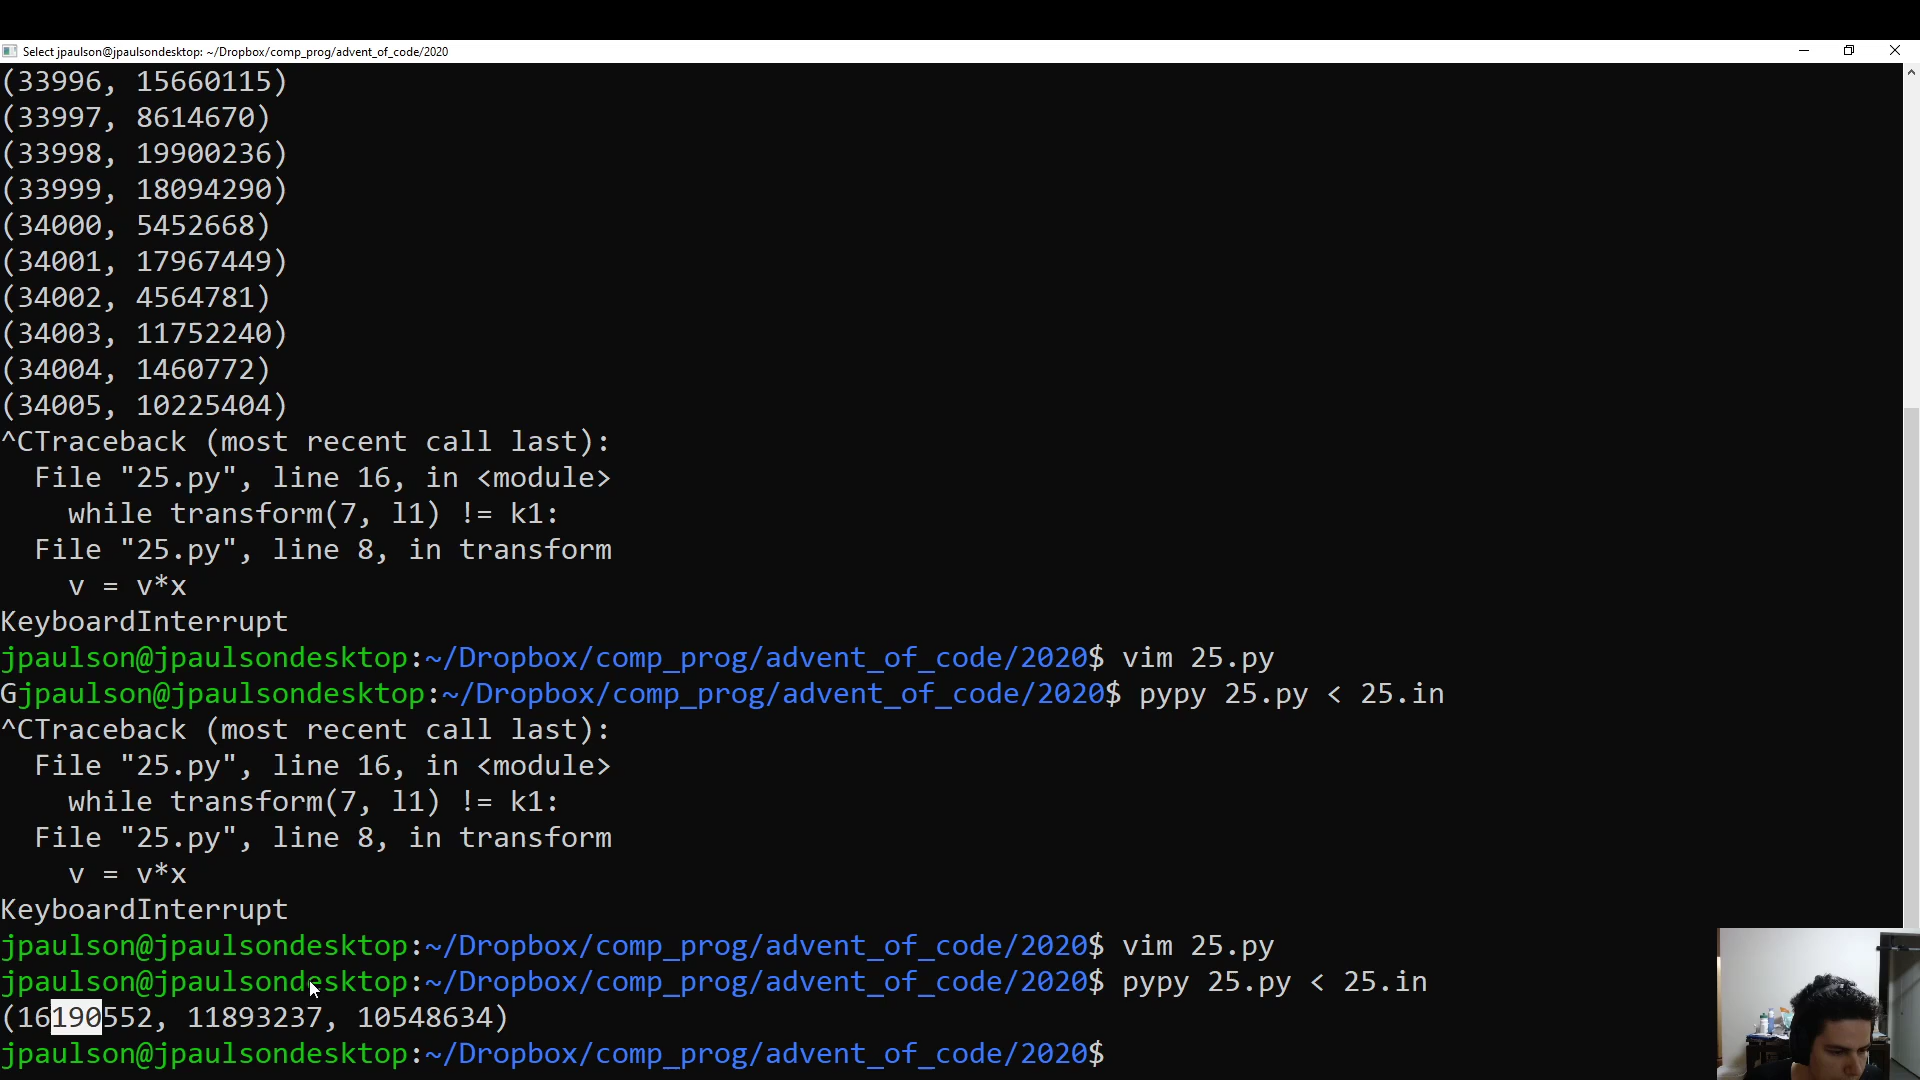 Select jpaulson@jpaulsondesktop: ~/Dropbox/comp_prog/advent_of_code/2020
(33996, 15660115)
(33997, 8614670)
(33998, 19900236)
(33999, 18094290)
(34000, 5452668)
(34001, 17967449)
(34002, 4564781)
(34003, 11752240)
(34004, 1460772)
(34005, 10225404)
^CTraceback (most recent call last):
  File "25.py", line 16, in <module>
    while transform(7, l1) != k1:
  File "25.py", line 8, in transform
    v = v*x
KeyboardInterrupt
jpaulson@jpaulsondesktop:~/Dropbox/comp_prog/advent_of_code/2020$ vim 25.py
Gjpaulson@jpaulsondesktop:~/Dropbox/comp_prog/advent_of_code/2020$ pypy 25.py < 25.in
^CTraceback (most recent call last):
  File "25.py", line 16, in <module>
    while transform(7, l1) != k1:
  File "25.py", line 8, in transform
    v = v*x
KeyboardInterrupt
jpaulson@jpaulsondesktop:~/Dropbox/comp_prog/advent_of_code/2020$ vim 25.py
jpaulson@jpaulsondesktop:~/Dropbox/comp_prog/advent_of_code/2020$ pypy 25.py < 25.in
(16190552, 11893237, 10548634)
jpaulson@jpaulsondesktop:~/Dropbox/comp_prog/advent_of_code/2020$